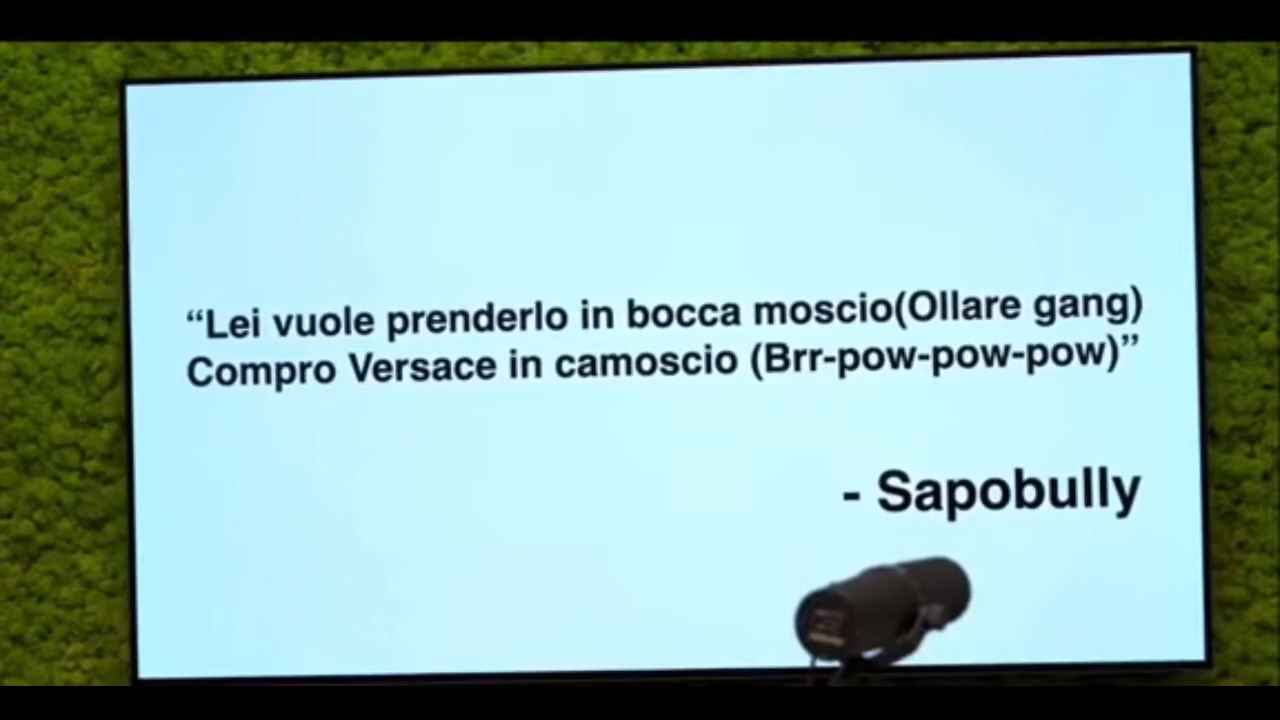 “Lei vuole prenderlo in bocca moscio(Ollare gang)
Compro Versace in camoscio (Brr-pow-pow-pow)”
- Sapobully